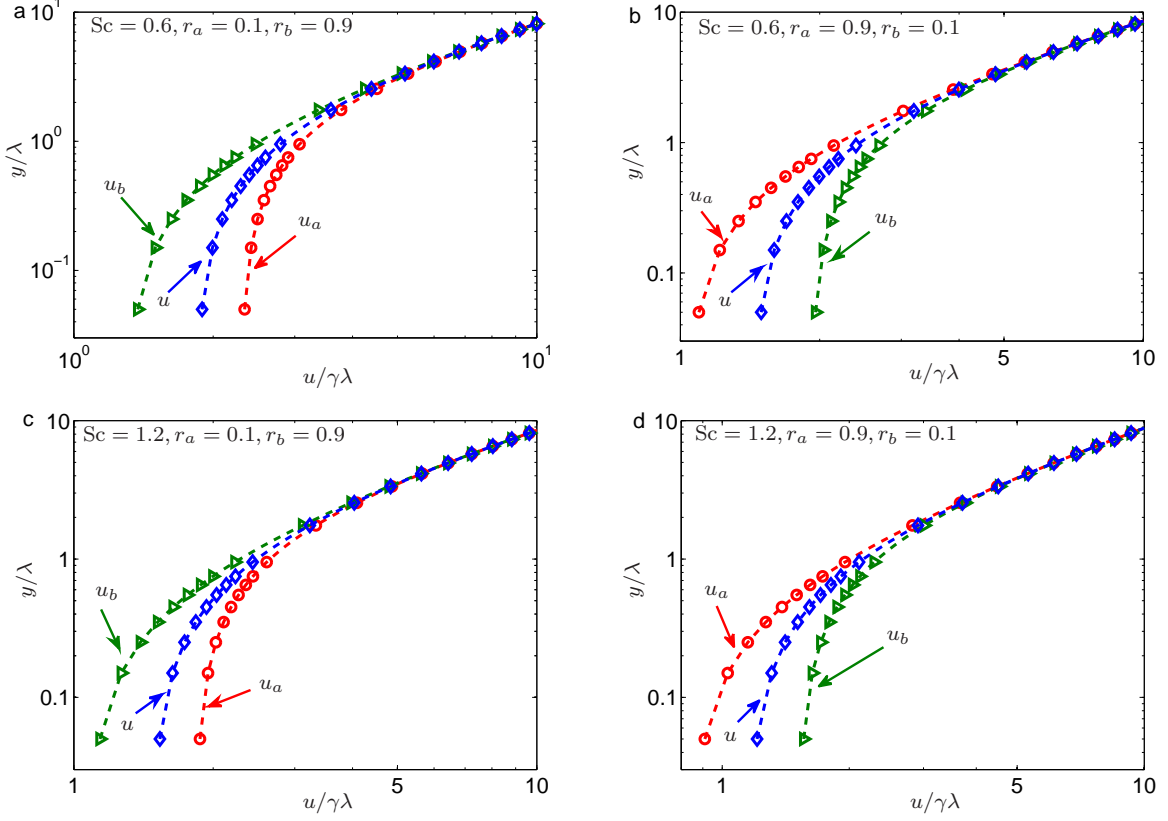 a
Sc = 0.6, r_a = 0.1, r_b = 0.9
10^1
10^0
10^{-1}
y/λ
u_b
u
u_a
10^0
10^1
u/γλ
b
Sc = 0.6, r_a = 0.9, r_b = 0.1
10
1
0.1
y/λ
u_a
u
u_b
1
5
10
u/γλ
c
Sc = 1.2, r_a = 0.1, r_b = 0.9
10
1
0.1
y/λ
u_b
u
u_a
1
5
10
u/γλ
d
Sc = 1.2, r_a = 0.9, r_b = 0.1
10
1
0.1
y/λ
u_a
u
u_b
1
5
10
u/γλ